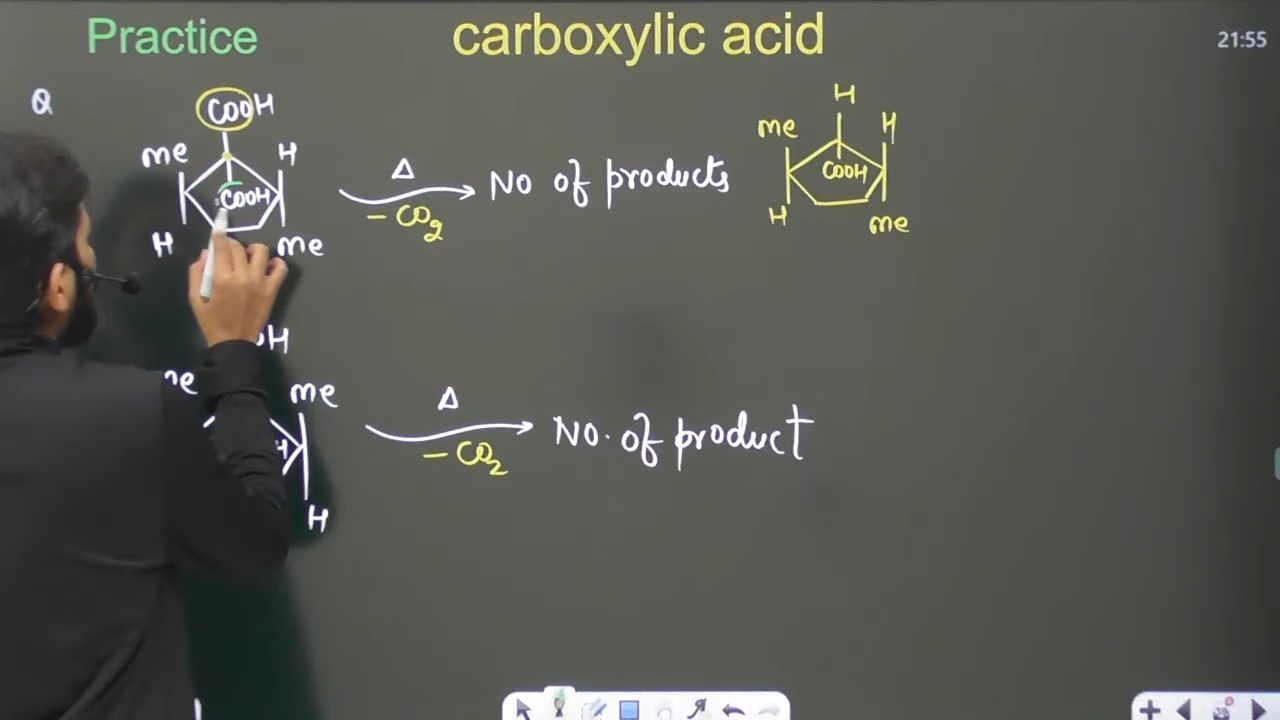 Practice
carboxylic acid
21:55
Q
COOH
me H
COOH
H me
Δ
- CO2
No of products
H
me H
COOH
H me
me
H
Δ
- CO2
No. of product